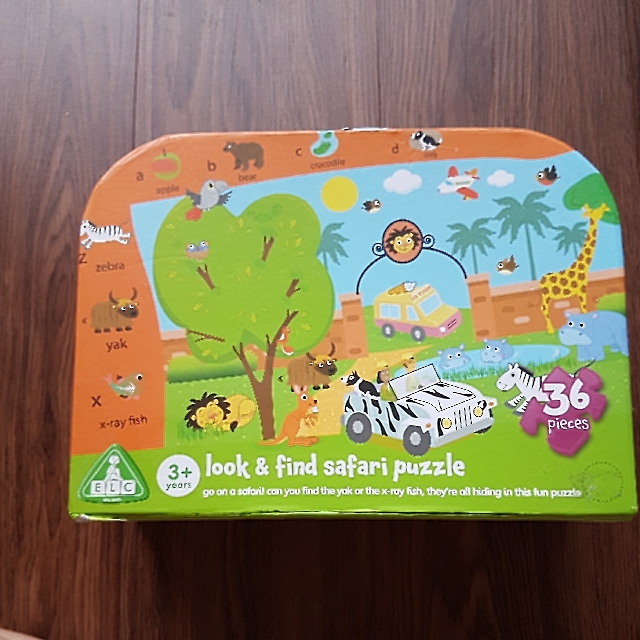 a apple
b bear
c crocodile
d dog
z
zebra
yak
x
x-ray fish
36
pieces
ELC
3+
years
look & find safari puzzle
go on a safari! can you find the yak or the x-ray fish, they're all hiding in this fun puzzle